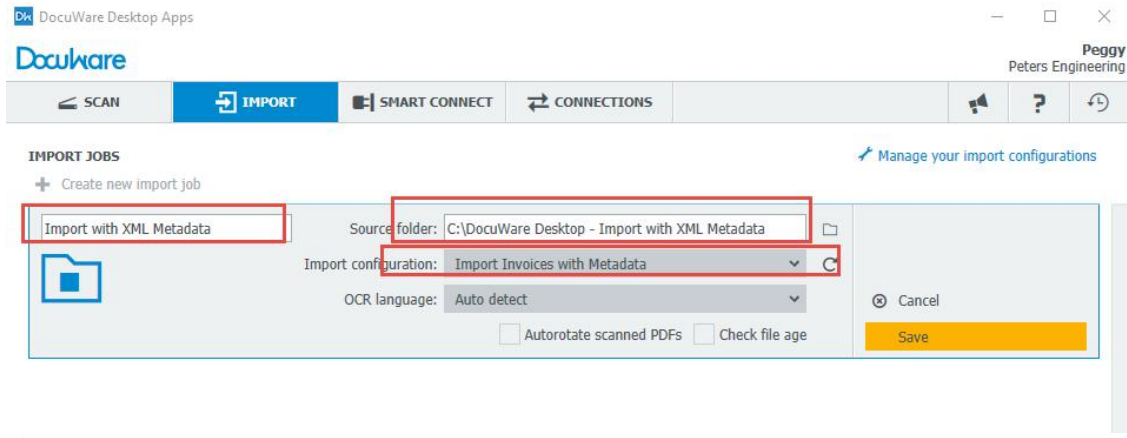 DW DocuWare Desktop Apps
DocuWare
Peggy
Peters Engineering
SCAN IMPORT SMART CONNECT CONNECTIONS ?
IMPORT JOBS
Manage your import configurations
Create new import job
Import with XML Metadata
Source folder: C:\DocuWare Desktop - Import with XML Metadata
Import configuration: Import Invoices with Metadata
OCR language: Auto detect
Cancel
Autorotate scanned PDFs Check file age
Save